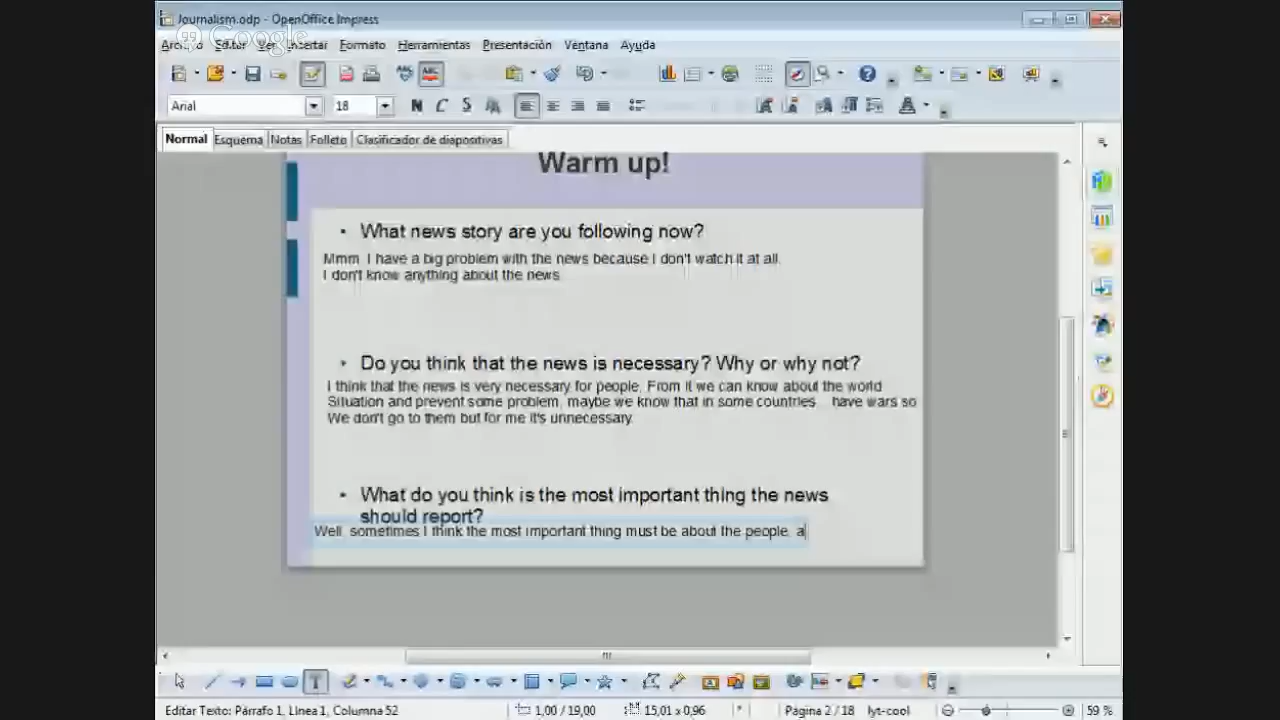 Journalism.odp - OpenOffice Impress
Google
Archivo Editar Ver Insertar Formato Herramientas Presentación Ventana Ayuda
Arial 18 N C S
Normal Esquema Notas Folleto Clasificador de diapositivas
Warm up!
• What news story are you following now?
Mmm I have a big problem with the news because I don't watch it at all.
I don't know anything about the news
• Do you think that the news is necessary? Why or why not?
I think that the news is very necessary for people. From it we can know about the world
Situation and prevent some problem, maybe we know that in some countries have wars so
We don't go to them but for me it's unnecessary.
• What do you think is the most important thing the news
should report?
Well, sometimes I think the most important thing must be about the people, a
Editar Texto: Párrafo 1, Línea 1, Columna 52 1,00 / 19,00 15,01 x 0,96 * Página 2 / 18 lyt-cool 59 %